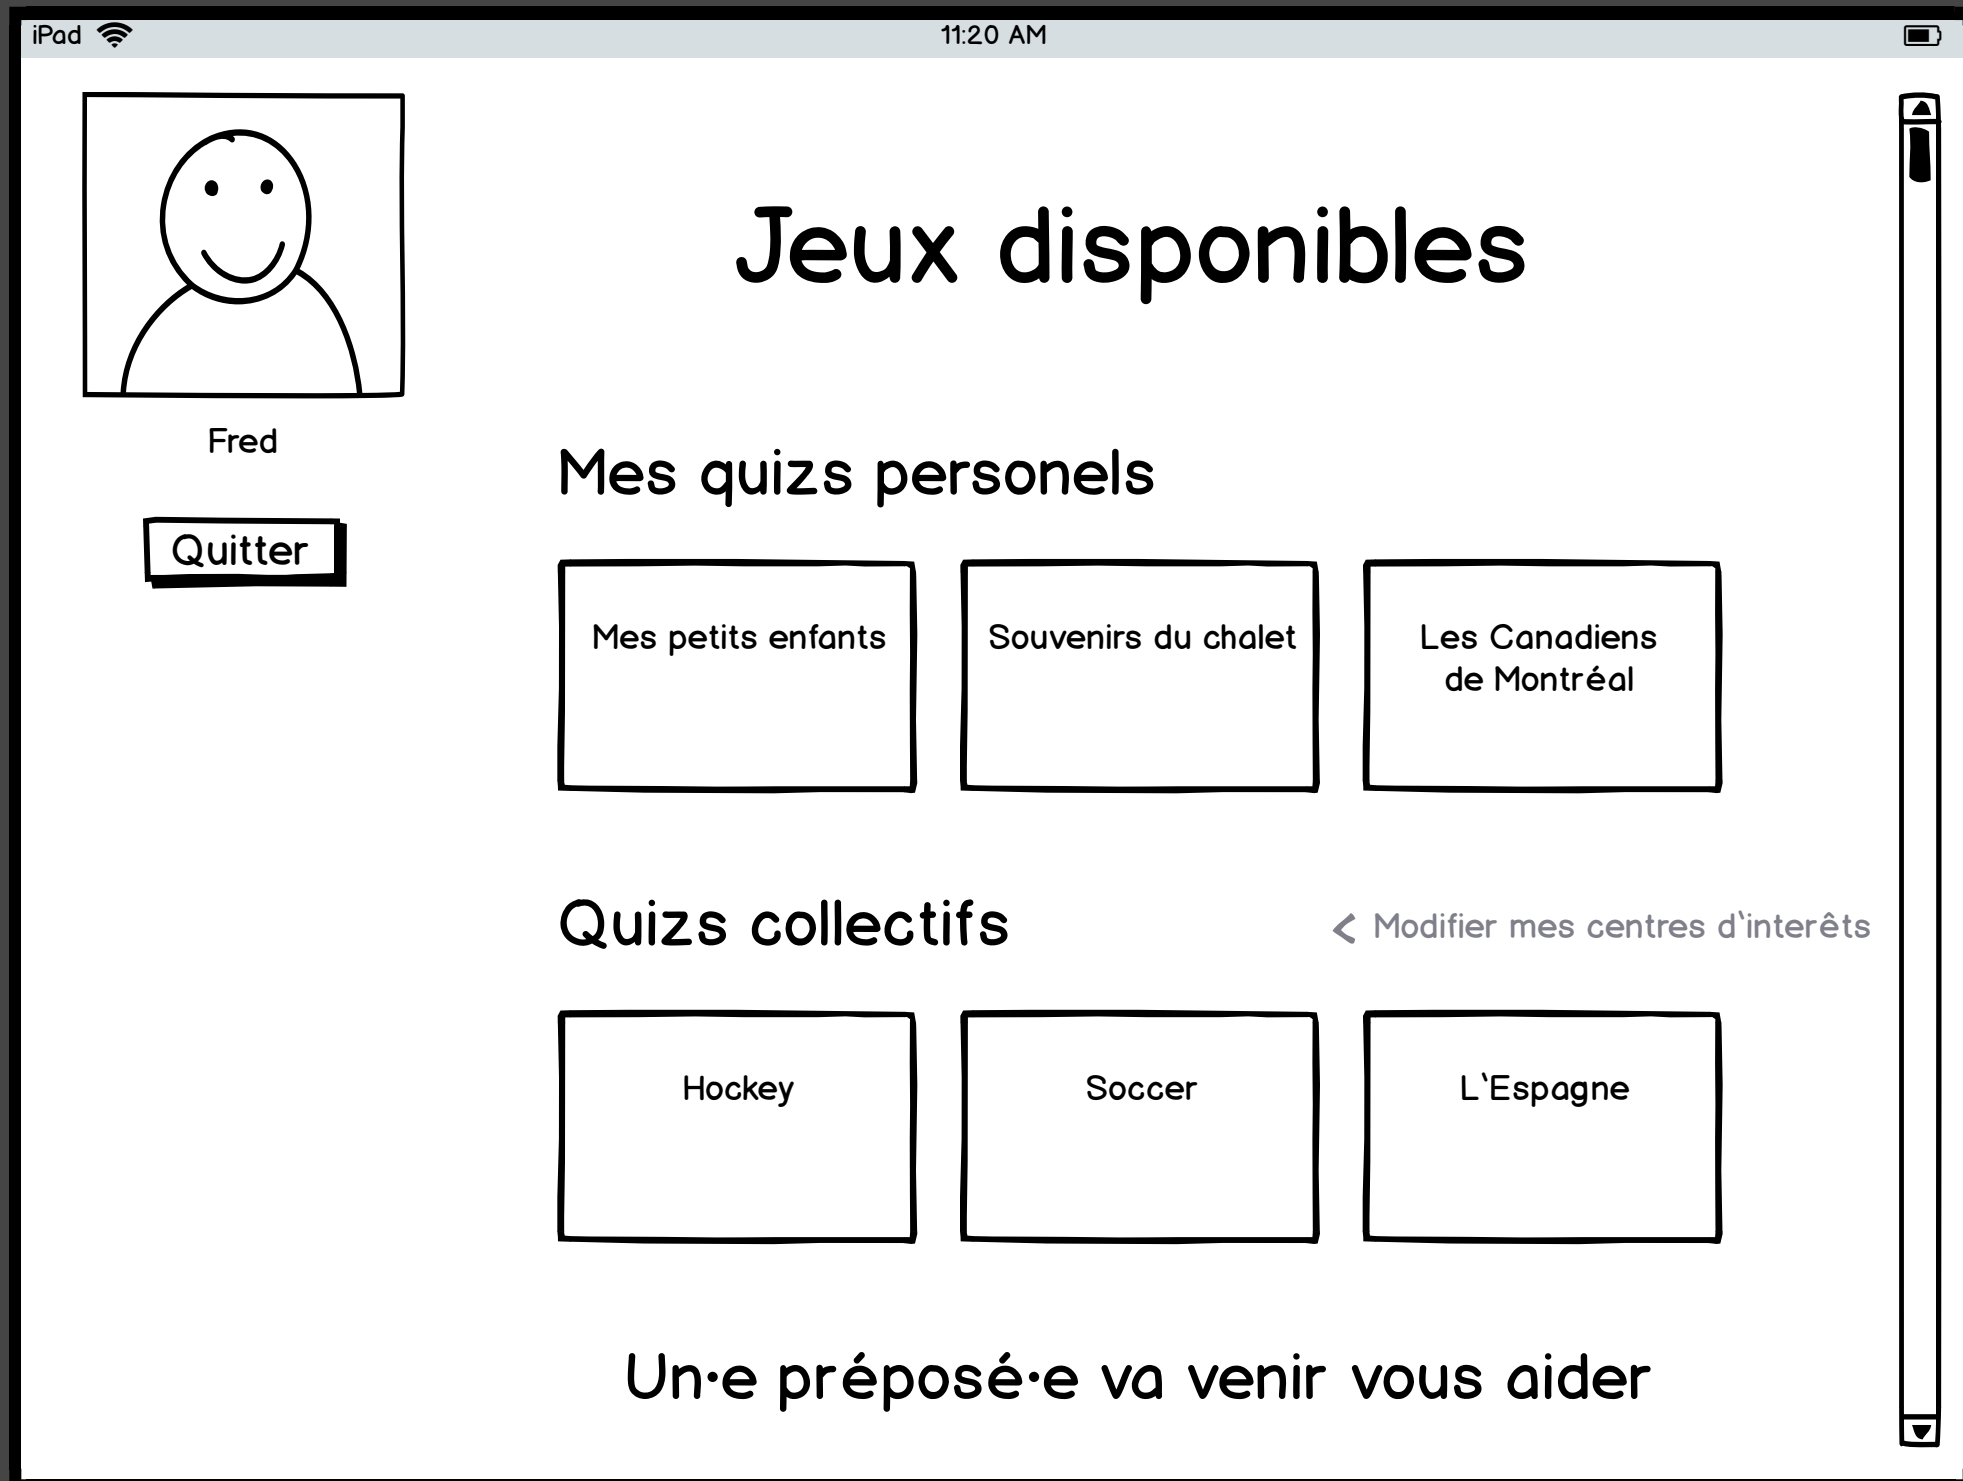 iPad
11:20 AM
Fred
Quitter
Jeux disponibles
Mes quizs personels
Mes petits enfants
Souvenirs du chalet
Les Canadiens
de Montréal
Quizs collectifs
< Modifier mes centres d'interêts
Hockey
Soccer
L'Espagne
Un·e préposé·e va venir vous aider